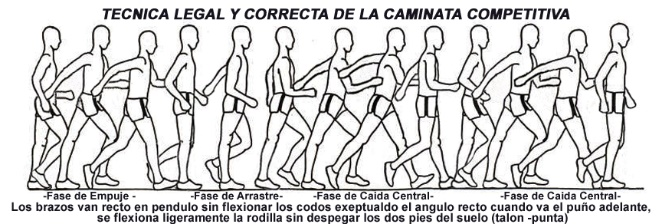 TECNICA LEGAL Y CORRECTA DE LA CAMINATA COMPETITIVA
-Fase de Empuje - -Fase de Arrastre- -Fase de Caida Central- -Fase de Caida Central-
Los brazos van recto en pendulo sin flexionar los codos exeptualdo el angulo recto cuando va el puño adelante,
se flexiona ligeramente la rodilla sin despegar los dos pies del suelo (talon -punta)